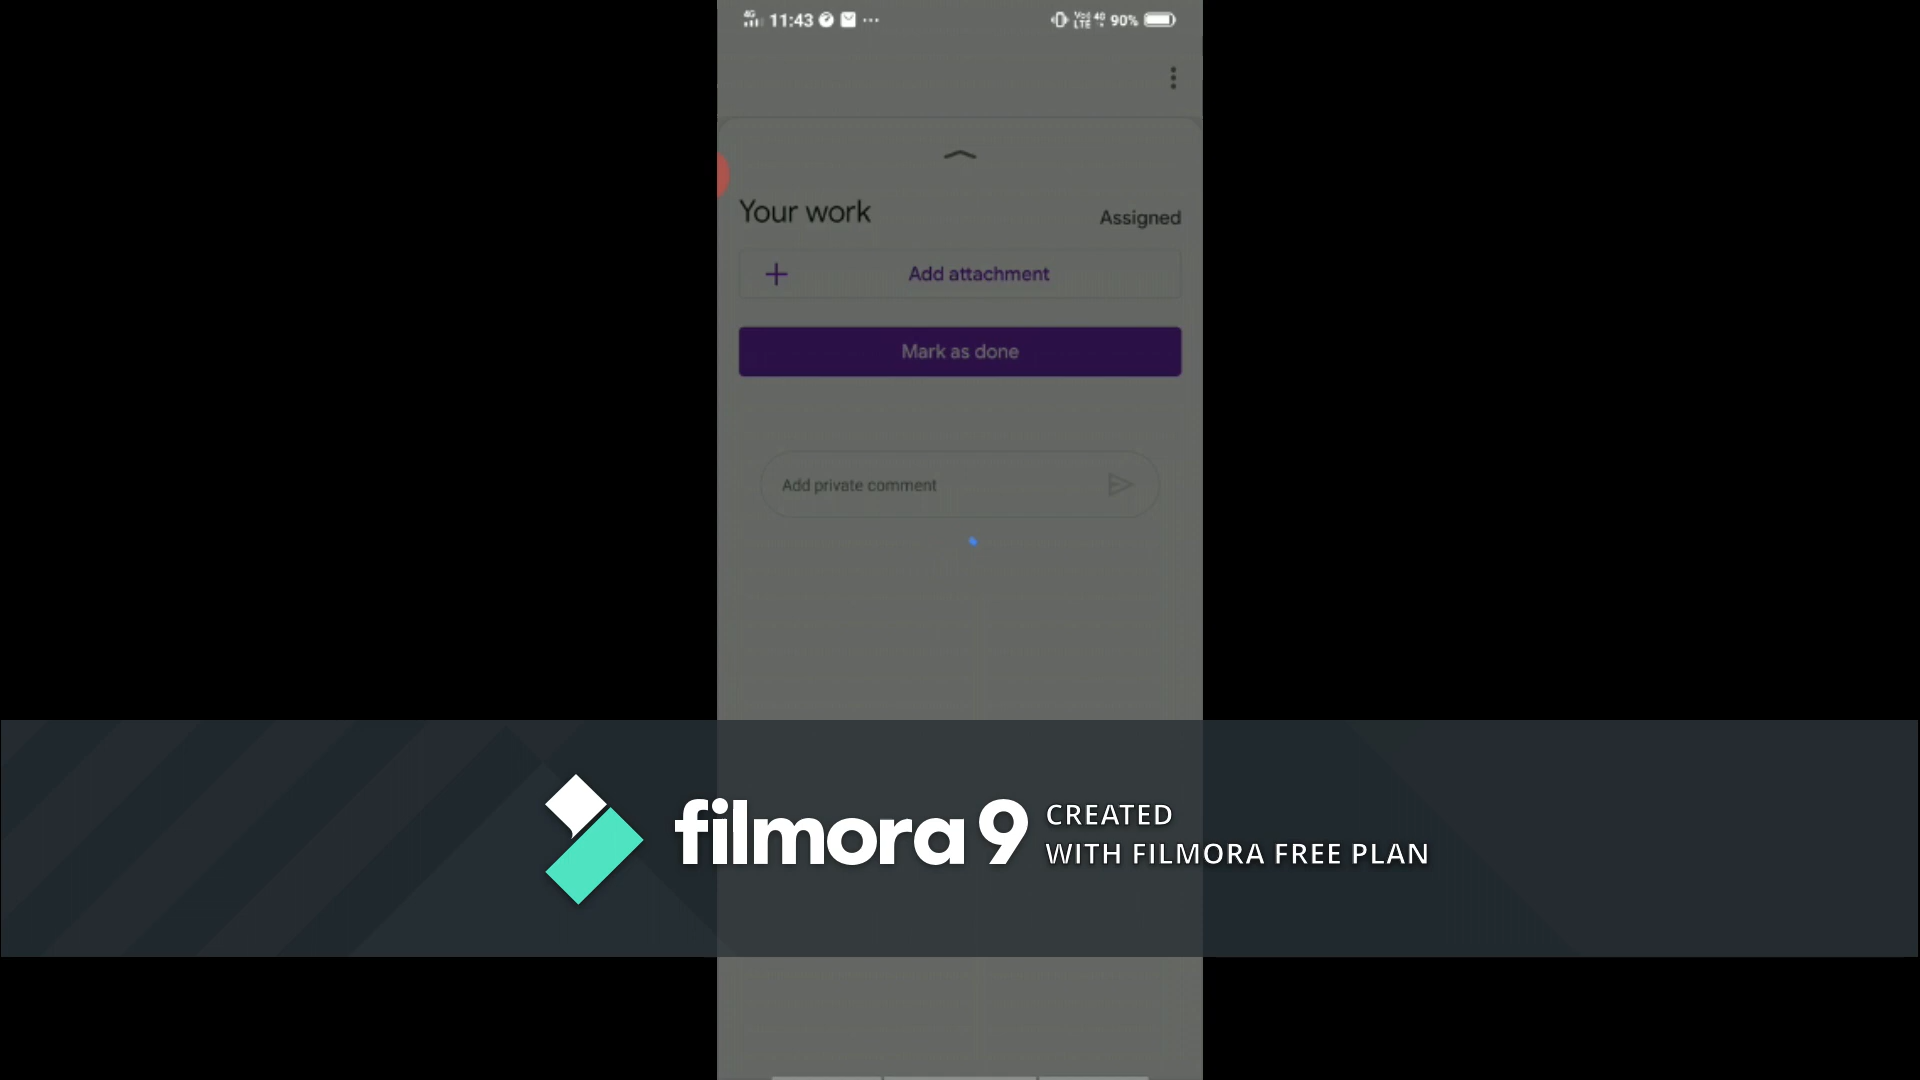 4G 11:43 ... 90%
Your work
Assigned
Add attachment
Mark as done
Add private comment
filmora 9 CREATED
WITH FILMORA FREE PLAN